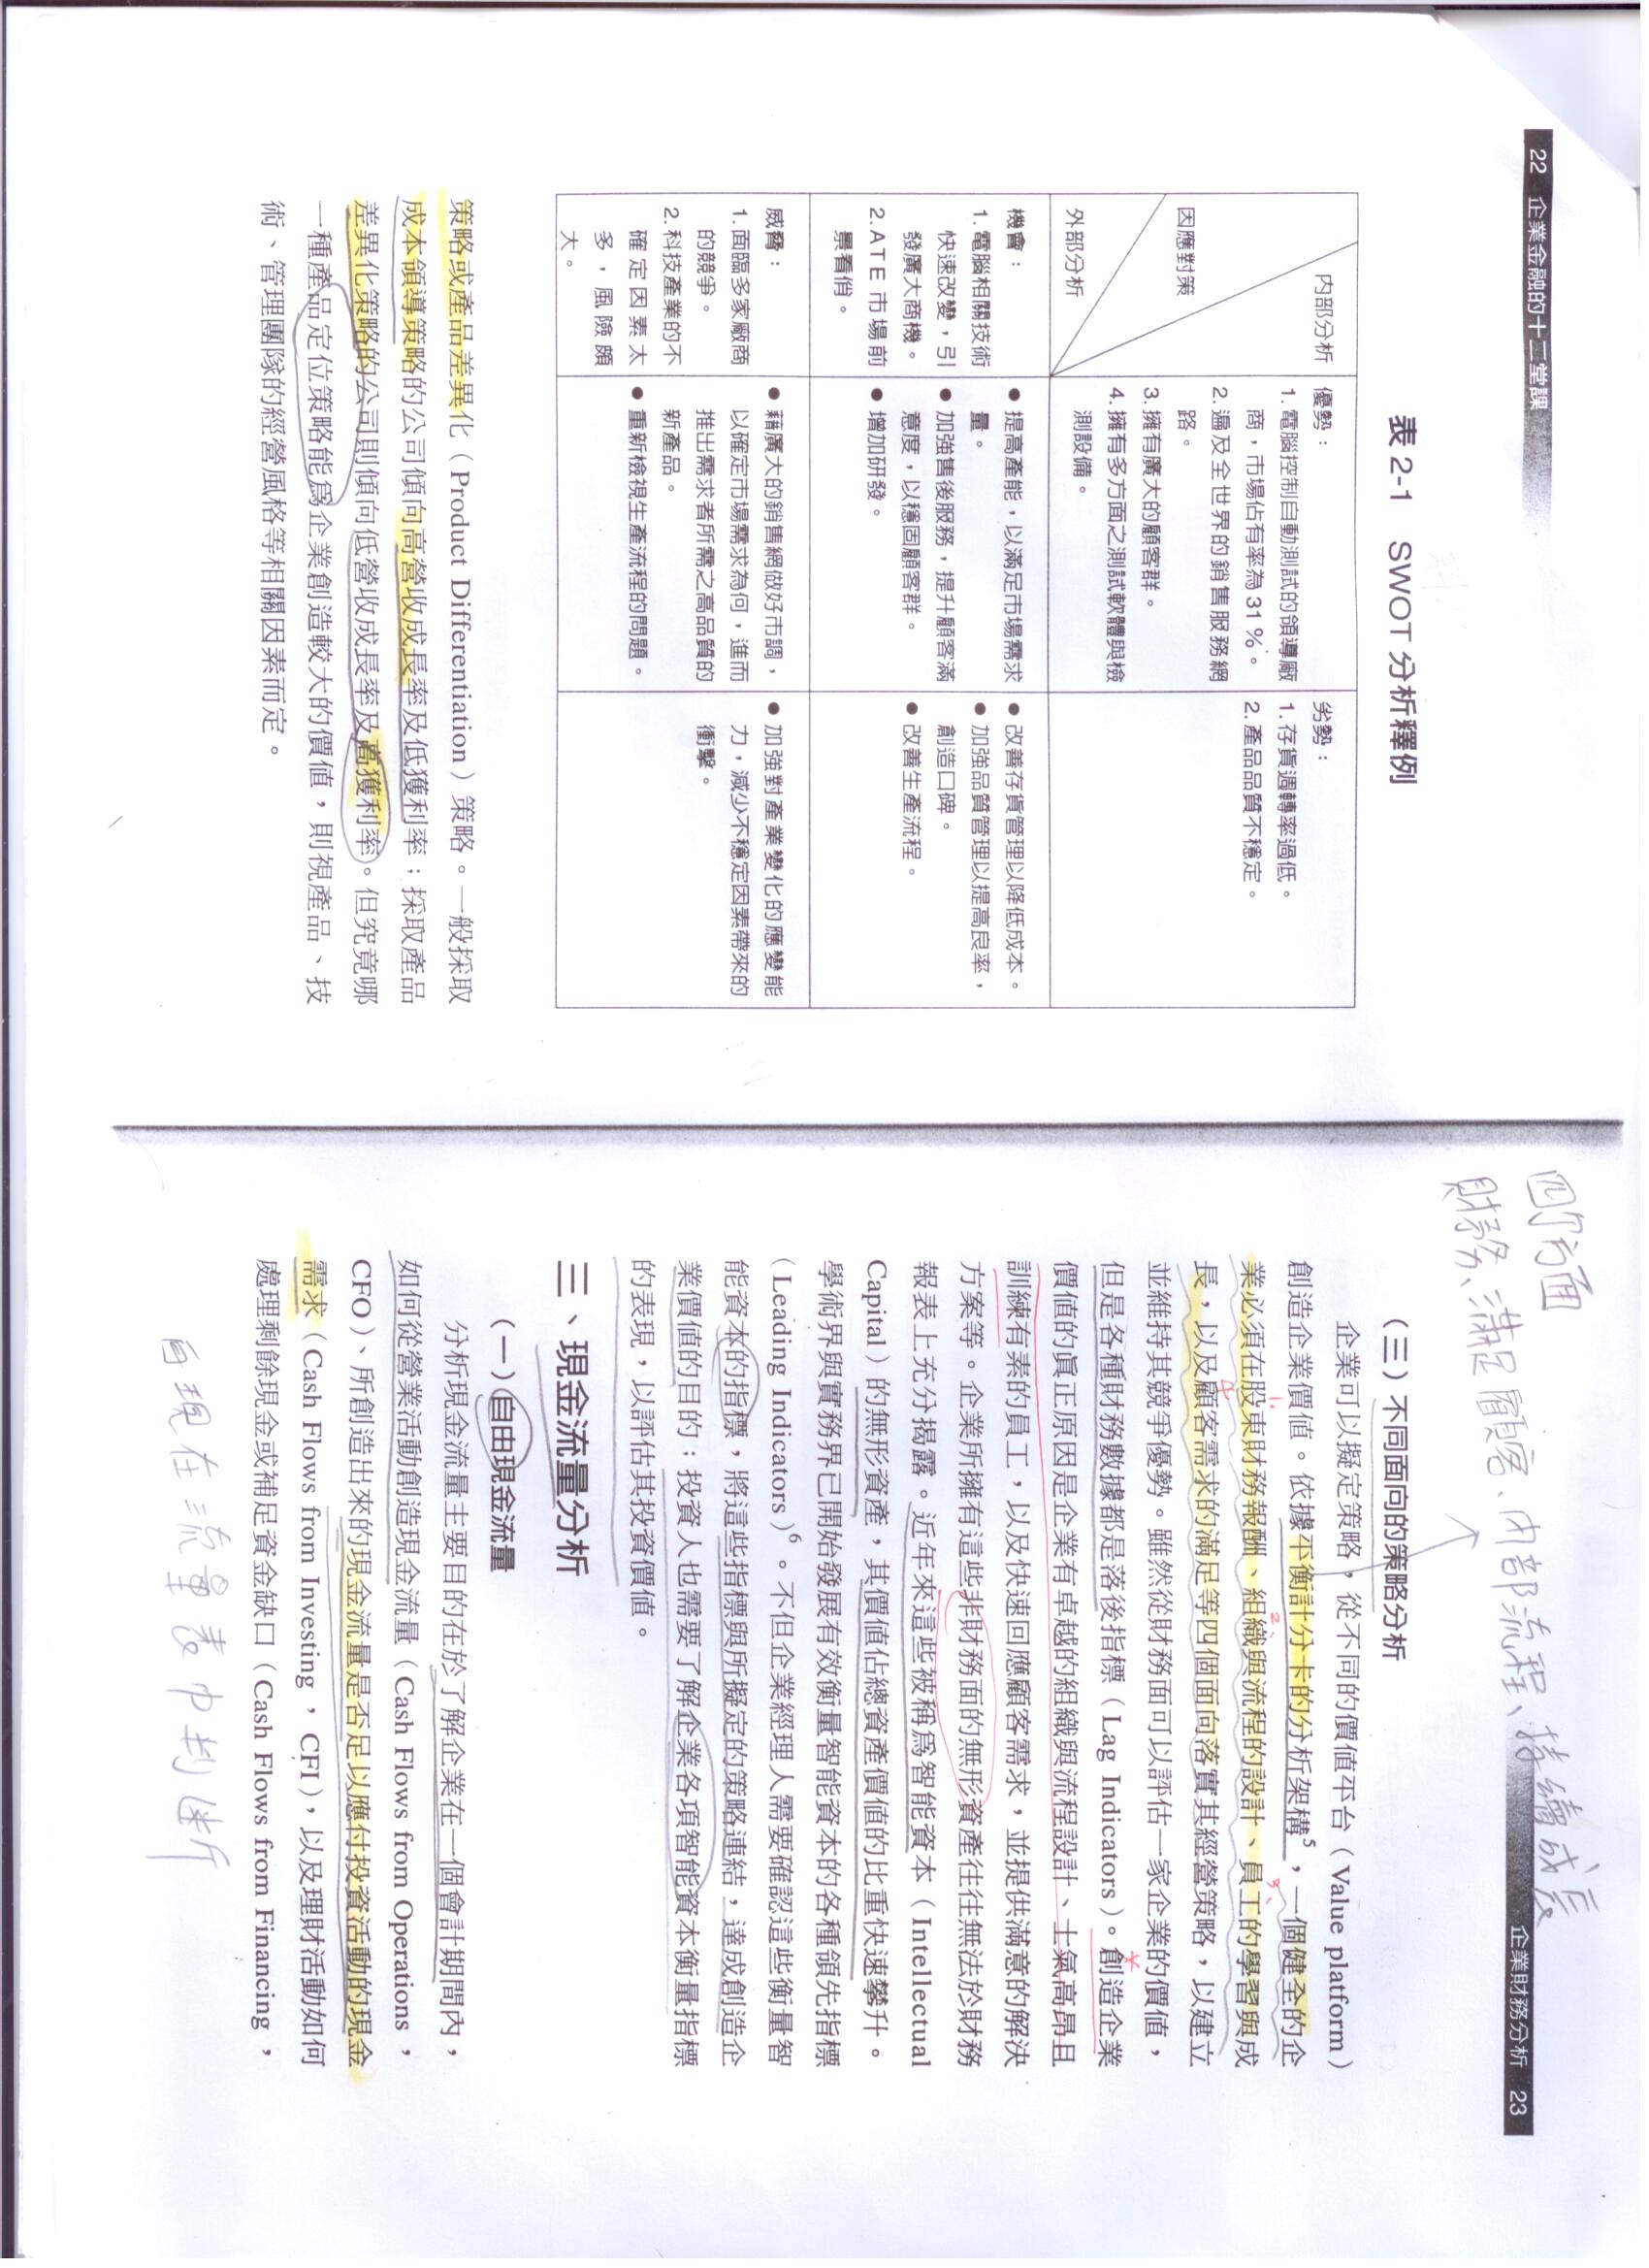 22 企業金融的十二堂課
表 2-1 SWOT 分析釋例
內部分析
因應對策
外部分析
優勢：
1. 電腦控制自動測試的領導廠
商，市場佔有率為 31 %。
2. 遍及全世界的銷售服務網
路。
3. 擁有廣大的顧客群。
4. 擁有多方面之測試軟體與檢
測設備。
劣勢：
1. 存貨週轉率過低。
2. 產品品質不穩定。
機會：
1. 電腦相關技術
快速改變，引
發廣大商機。
2. ATE 市場前
景看俏。
● 提高產能，以滿足市場需求
量。
● 加強售後服務，提升顧客滿
意度，以穩固顧客群。
● 增加研發。
● 改善存貨管理以降低成本。
● 加強品質管理以提高良率，
創造口碑。
● 改善生產流程。
威脅：
1. 面臨多家廠商
的競爭。
2. 科技產業的不
確定因素太
多，風險頗
大。
● 藉廣大的銷售網做好市調，
以確定市場需求為何，進而
推出需求者所需之高品質的
新產品。
● 重新檢視生產流程的問題。
● 加強對產業變化的應變能
力，減少不穩定因素帶來的
衝擊。
策略或產品差異化（Product Differentiation）策略。一般採取
成本領導策略的公司傾向高營收成長率及低獲利率；採取產品
差異化策略的公司則傾向低營收成長率及高獲利率。但究竟哪
一種產品定位策略能為企業創造較大的價值，則視產品、技
術、管理團隊的經營風格等相關因素而定。
企業財務分析 23
四個方面
財務、滿足顧客、內部流程、持續成長
（三）不同面向的策略分析
企業可以擬定策略，從不同的價值平台（Value platform）
創造企業價值。依據平衡計分卡的分析架構5，一個健全的企
業必須在股東財務報酬、組織與流程的設計、員工的學習與成
長，以及顧客需求的滿足等四個面向落實其經營策略，以建立
並維持其競爭優勢。雖然從財務面可以評估一家企業的價值，
但是各種財務數據都是落後指標（Lag Indicators）。創造企業
價值的真正原因是企業有卓越的組織與流程設計、士氣高昂且
訓練有素的員工，以及快速回應顧客需求，並提供滿意的解決
方案等。企業所擁有這些非財務面的無形資產往往無法於財務
報表上充分揭露。近年來這些被稱為智能資本（Intellectual
Capital）的無形資產，其價值佔總資產價值的比重快速攀升。
學術界與實務界已開始發展有效衡量智能資本的各種領先指標
（Leading Indicators）6。不但企業經理人需要確認這些衡量智
能資本的指標，將這些指標與所擬定的策略連結，達成創造企
業價值的目的；投資人也需要了解企業各項智能資本衡量指標
的表現，以評估其投資價值。
三、現金流量分析
（一）自由現金流量
分析現金流量主要目的在於了解企業在一個會計期間內，
如何從營業活動創造現金流量（Cash Flows from Operations，
CFO）、所創造出來的現金流量是否足以應付投資活動的現金
需求（Cash Flows from Investing，CFI），以及理財活動如何
處理剩餘現金或補足資金缺口（Cash Flows from Financing，
由現在流量表中判斷